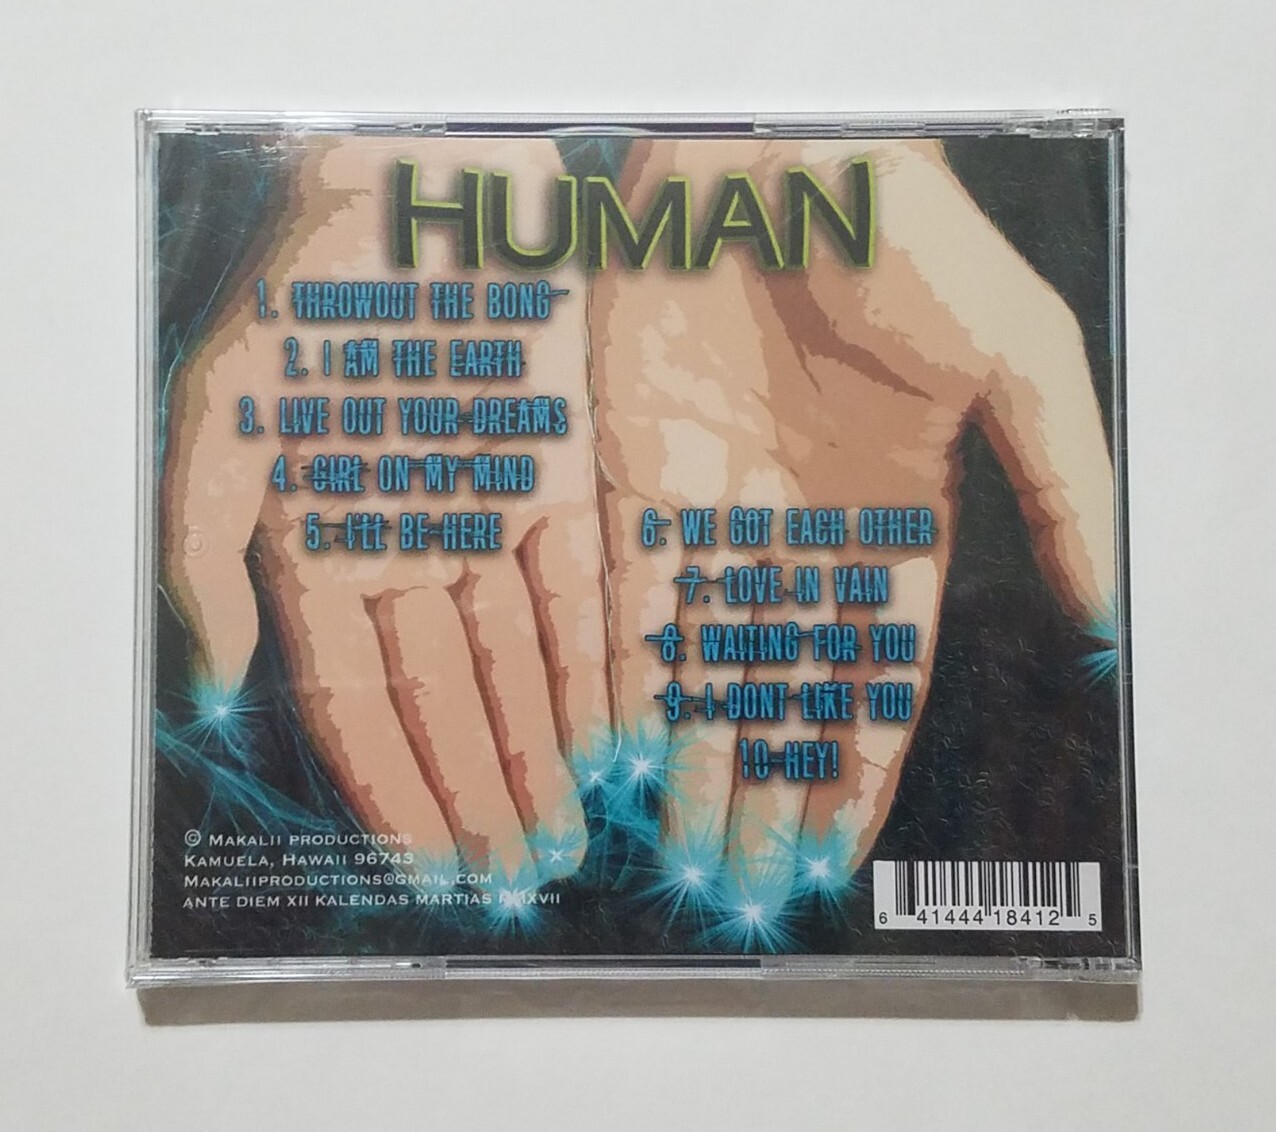 HUMAN
1. THROWOUT THE BONG
2. I AM THE EARTH
3. LIVE OUT YOUR DREAMS
4. GIRL ON MY MIND
5. I'LL BE HERE
6. WE GOT EACH OTHER
7. LOVE IN VAIN
8. WAITING FOR YOU
9. I DONT LIKE YOU
10 HEY!
© MAKALII PRODUCTIONS
KAMUELA, HAWAII 96743
MAKALIIPRODUCTIONS@GMAIL.COM
ANTE DIEM XII KALENDAS MARTIAS
6 41444 18412 5